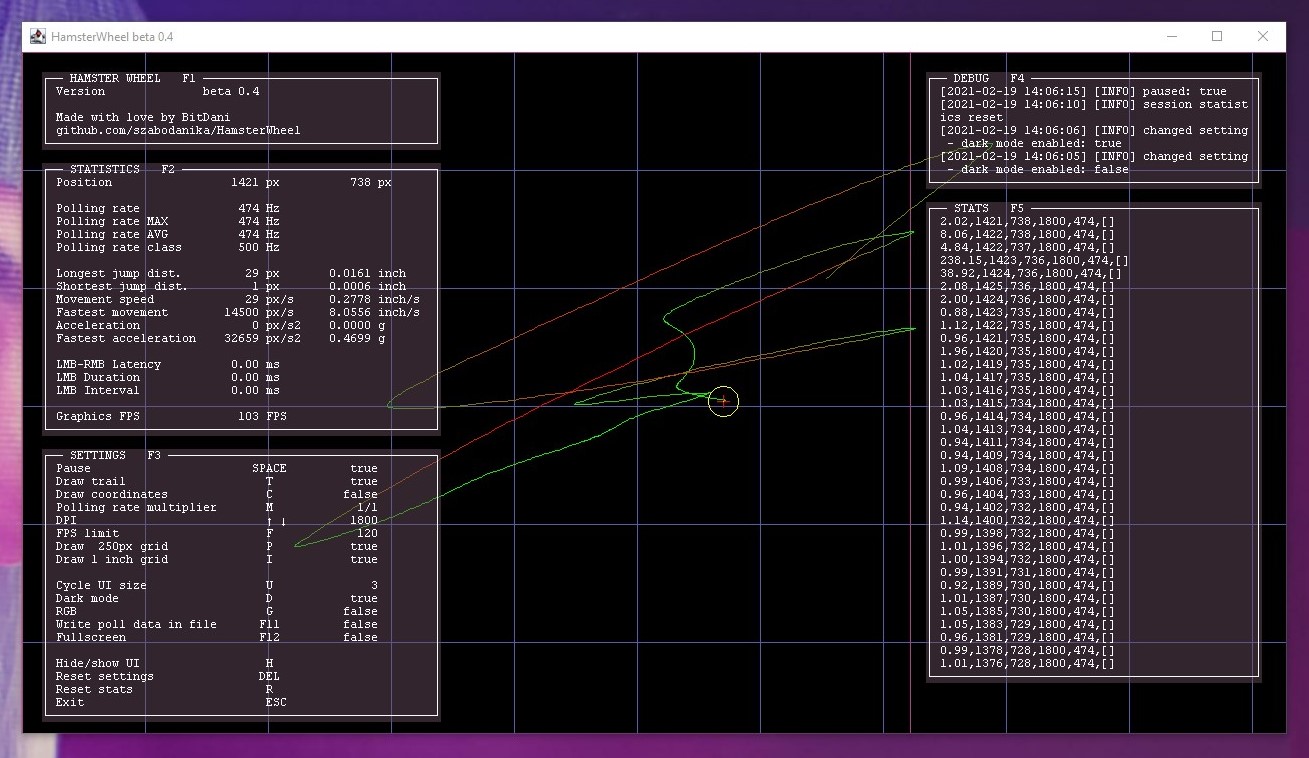 HamsterWheel beta 0.4
HAMSTER WHEEL F1
Version beta 0.4
Made with love by BitDani
github.com/szabodanika/HamsterWheel
STATISTICS F2
Position 1421 px 738 px
Polling rate 474 Hz
Polling rate MAX 474 Hz
Polling rate AVG 474 Hz
Polling rate class 500 Hz
Longest jump dist. 29 px 0.0161 inch
Shortest jump dist. 1 px 0.0006 inch
Movement speed 29 px/s 0.2778 inch/s
Fastest movement 14500 px/s 8.0556 inch/s
Acceleration 0 px/s2 0.0000 g
Fastest acceleration 32659 px/s2 0.4699 g
LMB-RMB Latency 0.00 ms
LMB Duration 0.00 ms
LMB Interval 0.00 ms
Graphics FPS 103 FPS
SETTINGS F3
Pause SPACE true
Draw trail T true
Draw coordinates C false
Polling rate multiplier M 1/1
DPI ↑ ↓ 1800
FPS limit F 120
Draw 250px grid P true
Draw 1 inch grid I true
Cycle UI size U 3
Dark mode D true
RGB G false
Write poll data in file F11 false
Fullscreen F12 false
Hide/show UI H
Reset settings DEL
Reset stats R
Exit ESC
DEBUG F4
[2021-02-19 14:06:15] [INFO] paused: true
[2021-02-19 14:06:10] [INFO] session statist
ics reset
[2021-02-19 14:06:06] [INFO] changed setting
- dark mode enabled: true
[2021-02-19 14:06:05] [INFO] changed setting
- dark mode enabled: false
STATS F5
2.02,1421,738,1800,474,[]
8.06,1422,738,1800,474,[]
4.84,1422,737,1800,474,[]
238.15,1423,736,1800,474,[]
38.92,1424,736,1800,474,[]
2.08,1425,736,1800,474,[]
2.00,1424,736,1800,474,[]
0.88,1423,735,1800,474,[]
1.12,1422,735,1800,474,[]
0.96,1421,735,1800,474,[]
1.96,1420,735,1800,474,[]
1.02,1419,735,1800,474,[]
1.04,1417,735,1800,474,[]
1.03,1416,735,1800,474,[]
1.03,1415,734,1800,474,[]
0.96,1414,734,1800,474,[]
1.04,1413,734,1800,474,[]
0.94,1411,734,1800,474,[]
0.94,1409,734,1800,474,[]
1.09,1408,734,1800,474,[]
0.99,1406,733,1800,474,[]
0.96,1404,733,1800,474,[]
0.94,1402,732,1800,474,[]
1.14,1400,732,1800,474,[]
0.99,1398,732,1800,474,[]
1.01,1396,732,1800,474,[]
1.00,1394,732,1800,474,[]
0.99,1391,731,1800,474,[]
0.92,1389,730,1800,474,[]
1.01,1387,730,1800,474,[]
1.05,1385,730,1800,474,[]
1.05,1383,729,1800,474,[]
0.96,1381,729,1800,474,[]
0.99,1378,728,1800,474,[]
1.01,1376,728,1800,474,[]